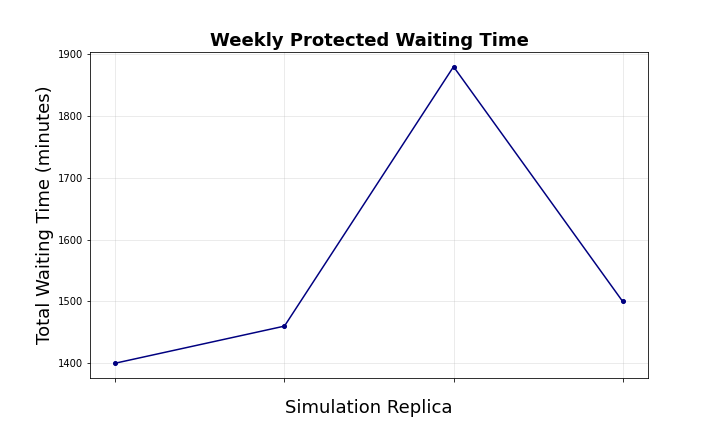 Weekly Protected Waiting Time
Total Waiting Time (minutes)
1900
1800
1700
1600
1500
1400
Simulation Replica